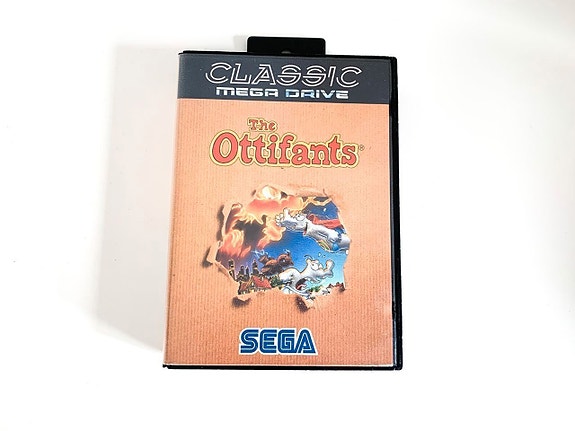 CLASSIC
MEGA DRIVE
The
Ottifants®
SEGA